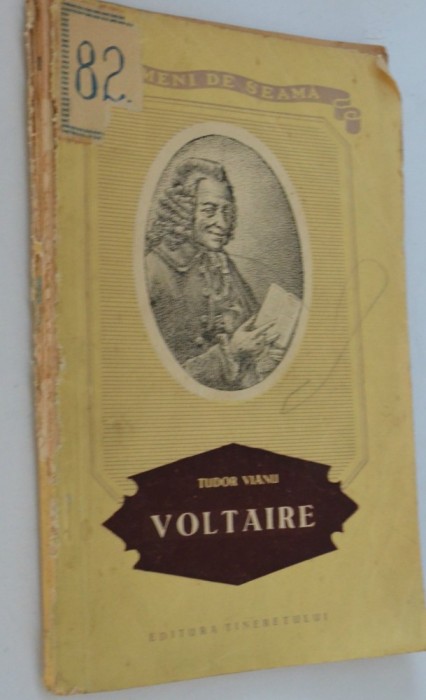 82.
MENI DE SEAMĂ
TUDOR VIANU
VOLTAIRE
EDITURA TINERETULUI